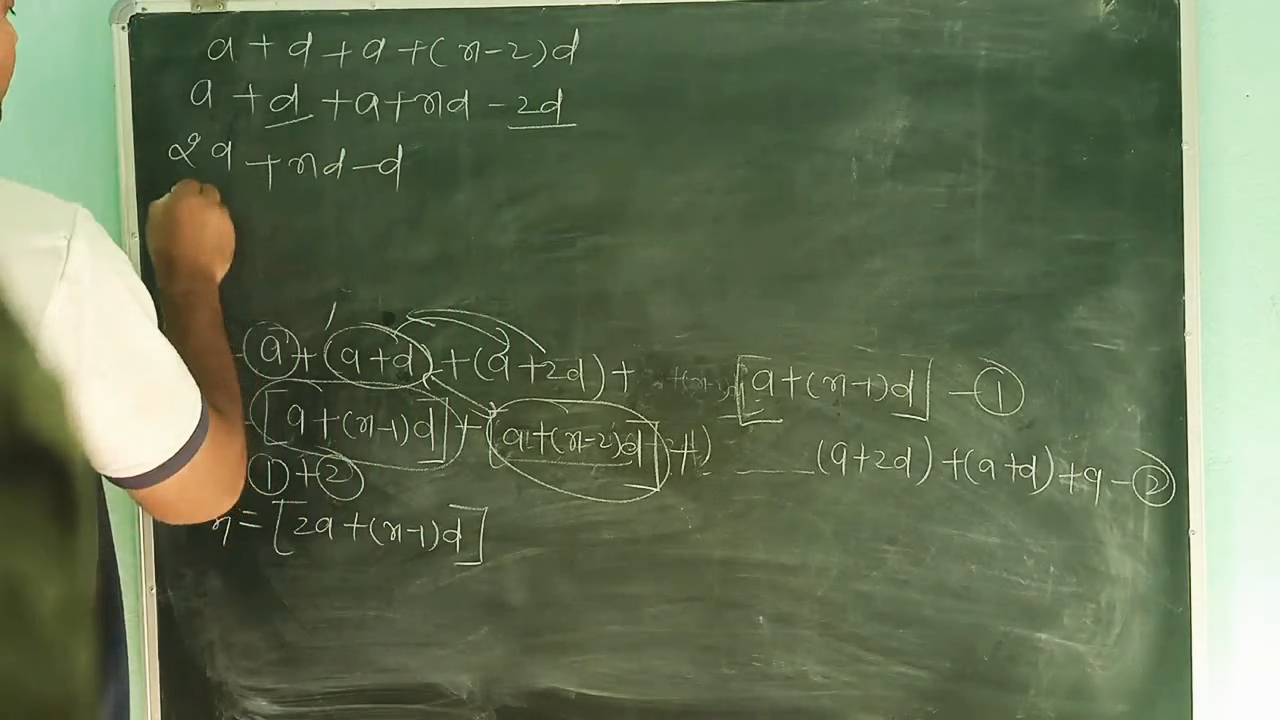 a + d + a + (n-2)d
a + d + a + nd - 2d
2a + nd - d
a + (a+d) + (a+2d) + [a+(n-1)d] - ①
[a+(n-1)d] + [a+(n-2)d] + (a+2d) + (a+d) + a - ②
① + ②
n = [2a+(n-1)d]